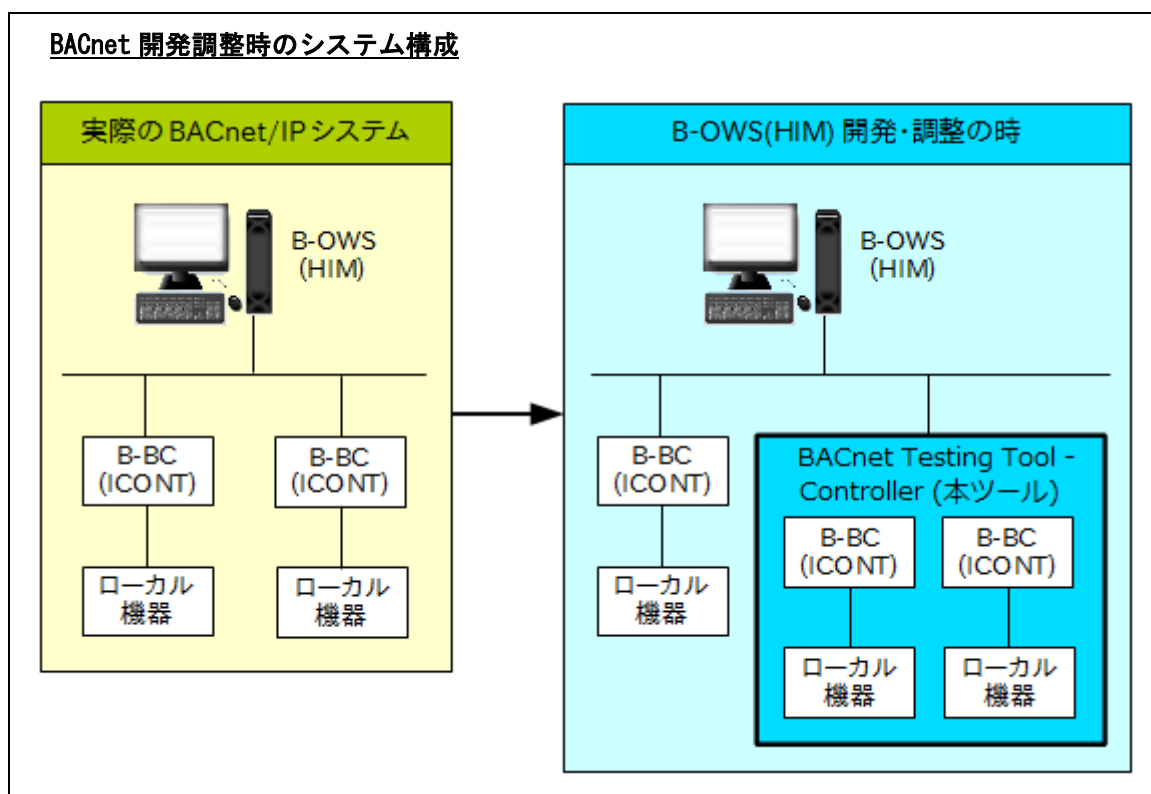 BACnet 開発調整時のシステム構成
実際の BACnet/IPシステム
B-OWS
(HIM)
B-BC
(ICONT)
B-BC
(ICONT)
ローカル
機器
ローカル
機器
B-OWS(HIM) 開発・調整の時
B-OWS
(HIM)
B-BC
(ICONT)
ローカル
機器
BACnet Testing Tool -
Controller (本ツール)
B-BC
(ICONT)
B-BC
(ICONT)
ローカル
機器
ローカル
機器